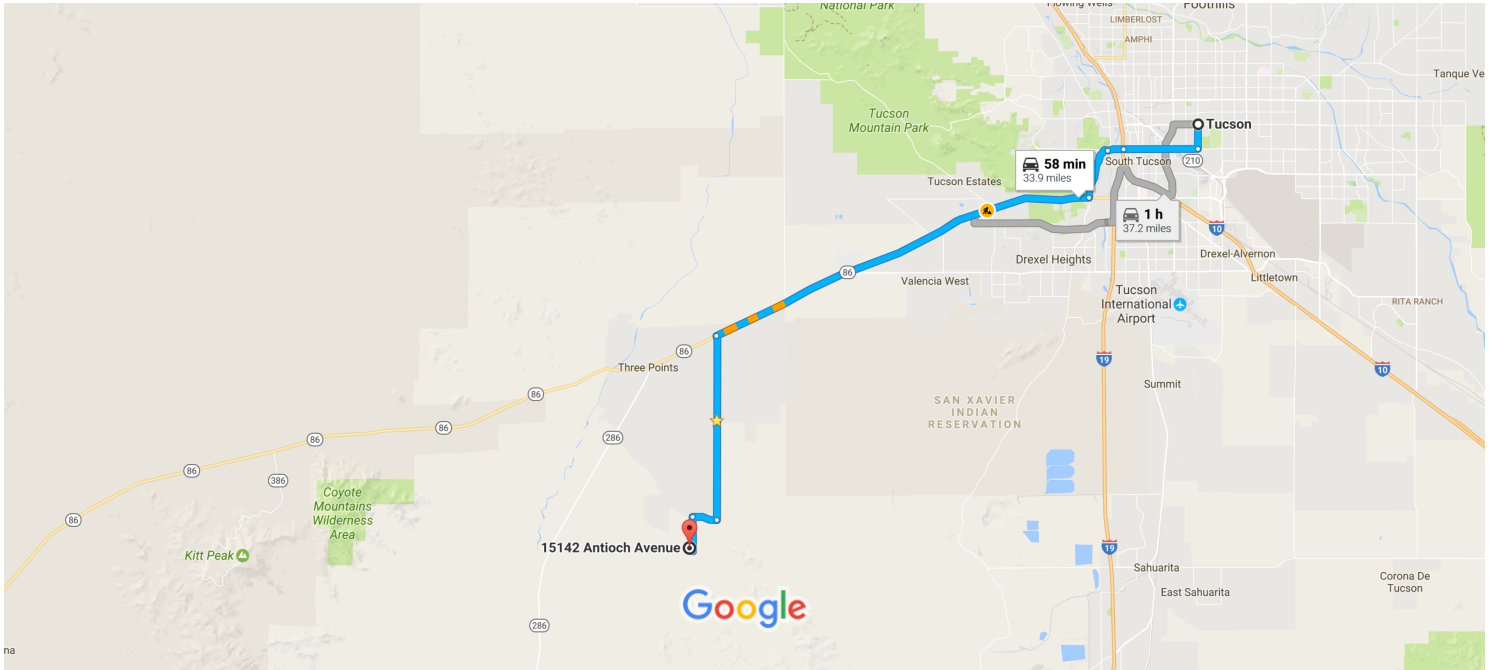 National Park
Flowing Wells
Foothills
LIMBERLOST
AMPHI
Tanque Ve
Tucson
Mountain Park
Tucson
58 min
33.9 miles
South Tucson
210
Tucson Estates
1 h
37.2 miles
10
Drexel Heights
Drexel-Alvernon
86
Valencia West
Littletown
Tucson
International
Airport
RITA RANCH
86
19
Three Points
10
Summit
86
SAN XAVIER
INDIAN
RESERVATION
86
86
286
86
386
Coyote
Mountains
Wilderness
Area
86
Kitt Peak
15142 Antioch Avenue
19
Sahuarita
Corona De
Tucson
East Sahuarita
Google
286
na